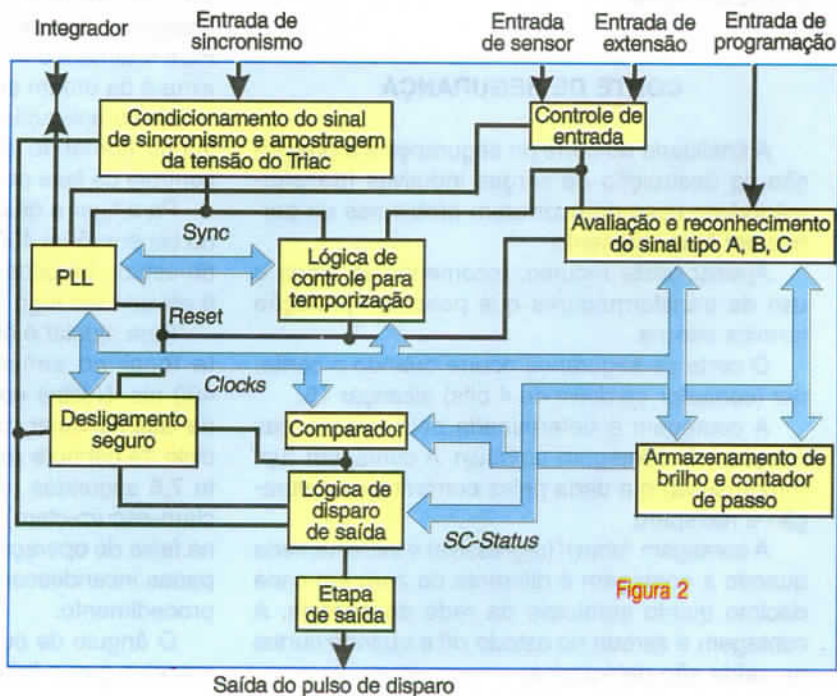 Integrador
Entrada de
sincronismo
Entrada
de sensor
Entrada de
extensão
Entrada de
programação
Condicionamento do sinal
de sincronismo e amostragem
da tensão do Triac
Controle de
entrada
Sync
Avaliação e reconhecimento
do sinal tipo A, B, C
PLL
Lógica de
controle para
temporização
Reset
Clocks
Desligamento
seguro
Comparador
Armazenamento de
brilho e contador
de passo
Lógica de
disparo
de saída
SC-Status
Etapa
de saída
Figura 2
Saída do pulso de disparo